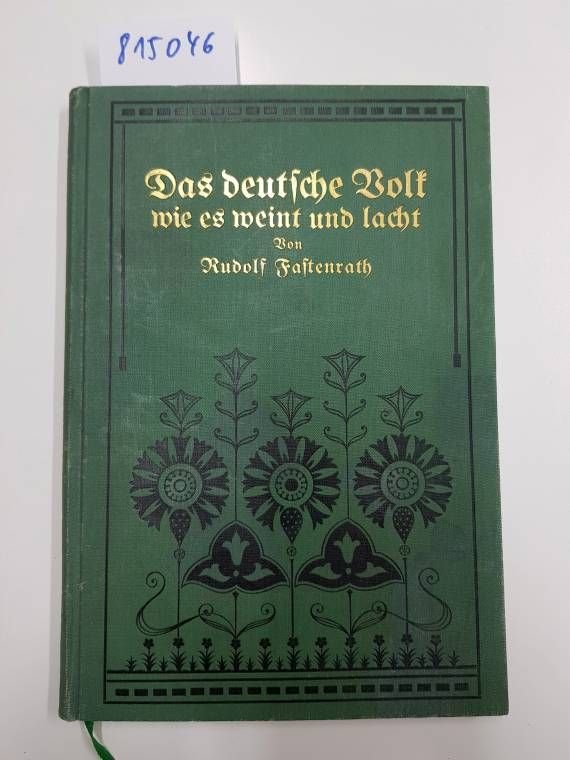 815046
Das deutſche Volk
wie es weint und lacht
Von
Rudolf Faſtenrath